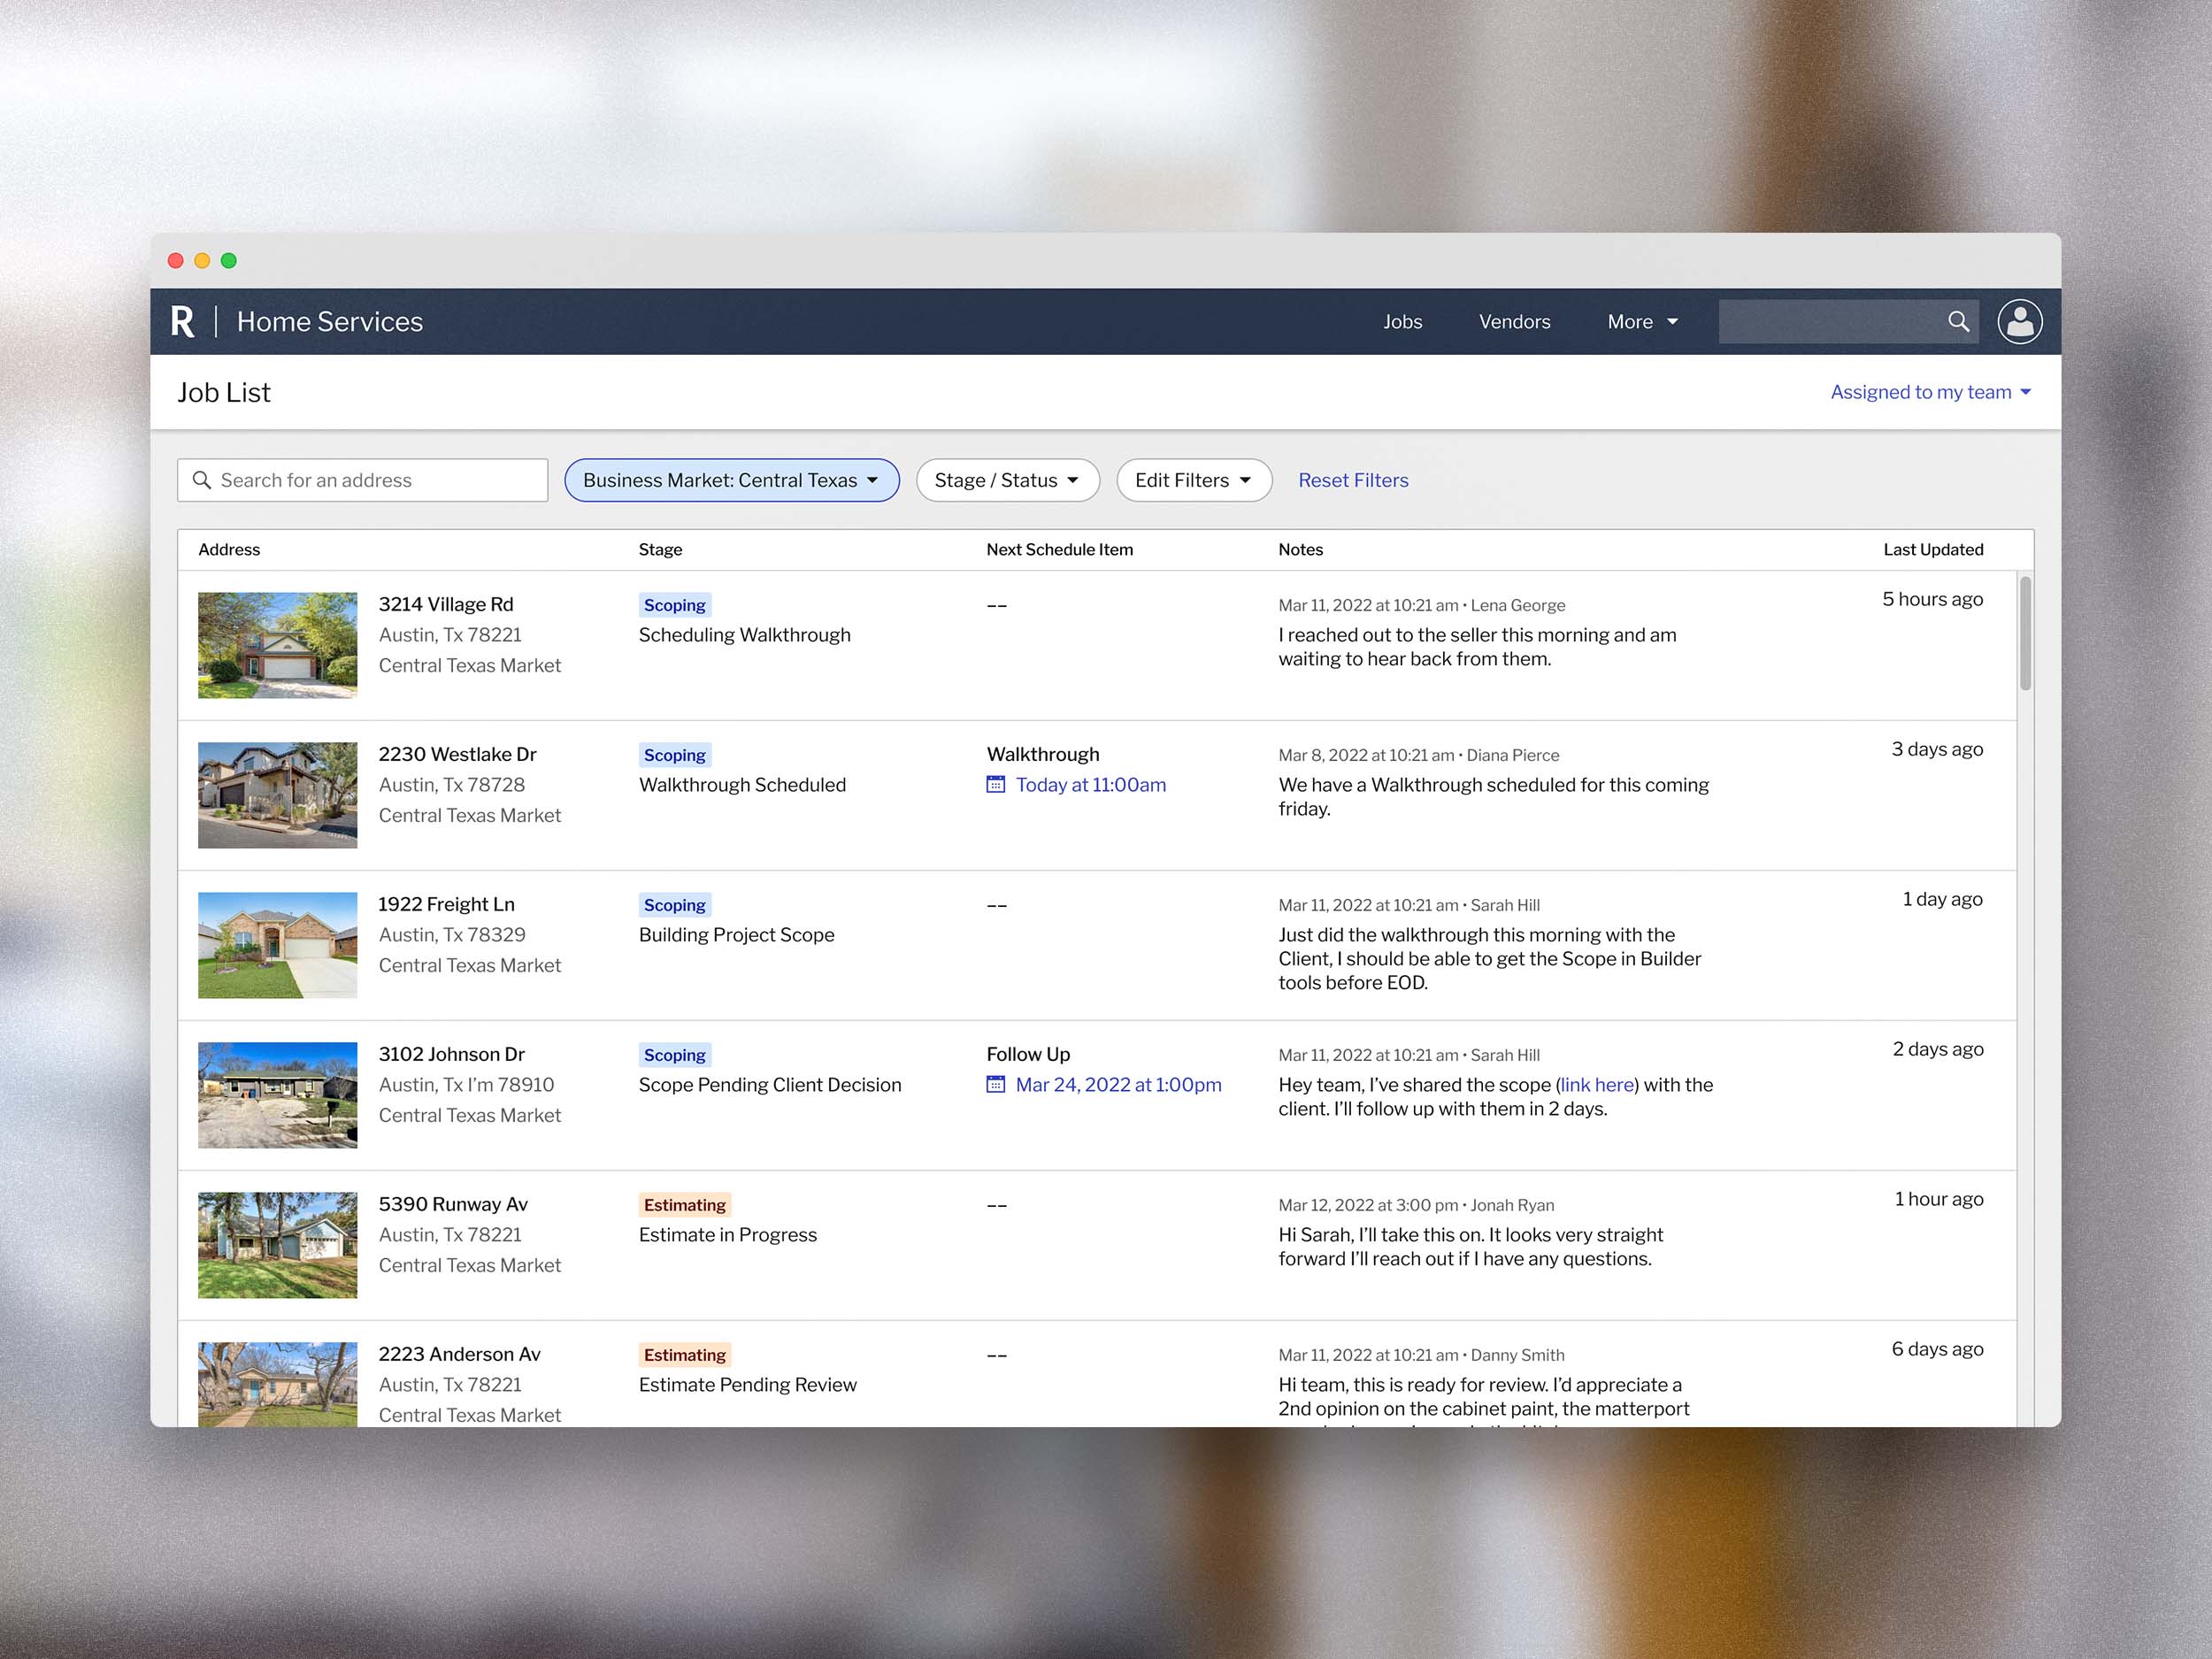 R | Home Services
Jobs
Vendors
More
Job List
Assigned to my team
Search for an address
Business Market: Central Texas
Stage / Status
Edit Filters
Reset Filters
Address
Stage
Next Schedule Item
Notes
Last Updated
3214 Village Rd
Austin, Tx 78221
Central Texas Market
Scoping
Scheduling Walkthrough
--
Mar 11, 2022 at 10:21 am • Lena George
I reached out to the seller this morning and am
waiting to hear back from them.
5 hours ago
2230 Westlake Dr
Austin, Tx 78728
Central Texas Market
Scoping
Walkthrough Scheduled
Walkthrough
Today at 11:00am
Mar 8, 2022 at 10:21 am • Diana Pierce
We have a Walkthrough scheduled for this coming
friday.
3 days ago
1922 Freight Ln
Austin, Tx 78329
Central Texas Market
Scoping
Building Project Scope
--
Mar 11, 2022 at 10:21 am • Sarah Hill
Just did the walkthrough this morning with the
Client, I should be able to get the Scope in Builder
tools before EOD.
1 day ago
3102 Johnson Dr
Austin, Tx I’m 78910
Central Texas Market
Scoping
Scope Pending Client Decision
Follow Up
Mar 24, 2022 at 1:00pm
Mar 11, 2022 at 10:21 am • Sarah Hill
Hey team, I’ve shared the scope (link here) with the
client. I’ll follow up with them in 2 days.
2 days ago
5390 Runway Av
Austin, Tx 78221
Central Texas Market
Estimating
Estimate in Progress
--
Mar 12, 2022 at 3:00 pm • Jonah Ryan
Hi Sarah, I’ll take this on. It looks very straight
forward I’ll reach out if I have any questions.
1 hour ago
2223 Anderson Av
Austin, Tx 78221
Central Texas Market
Estimating
Estimate Pending Review
--
Mar 11, 2022 at 10:21 am • Danny Smith
Hi team, this is ready for review. I’d appreciate a
2nd opinion on the cabinet paint, the matterport
6 days ago